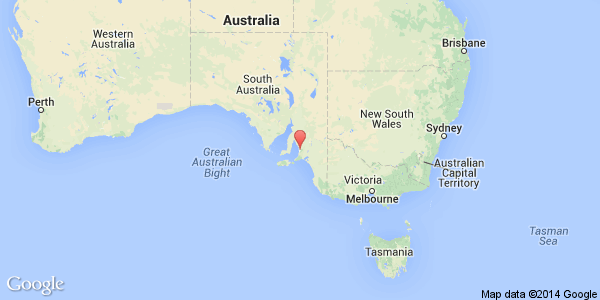 Australia
Western
Australia
Brisbane
South
Australia
Perth
New South
Wales
Sydney
Great
Australian
Bight
Australian
Capital
Territory
Victoria
Melbourne
Tasman
Sea
Tasmania
Google
Map data ©2014 Google